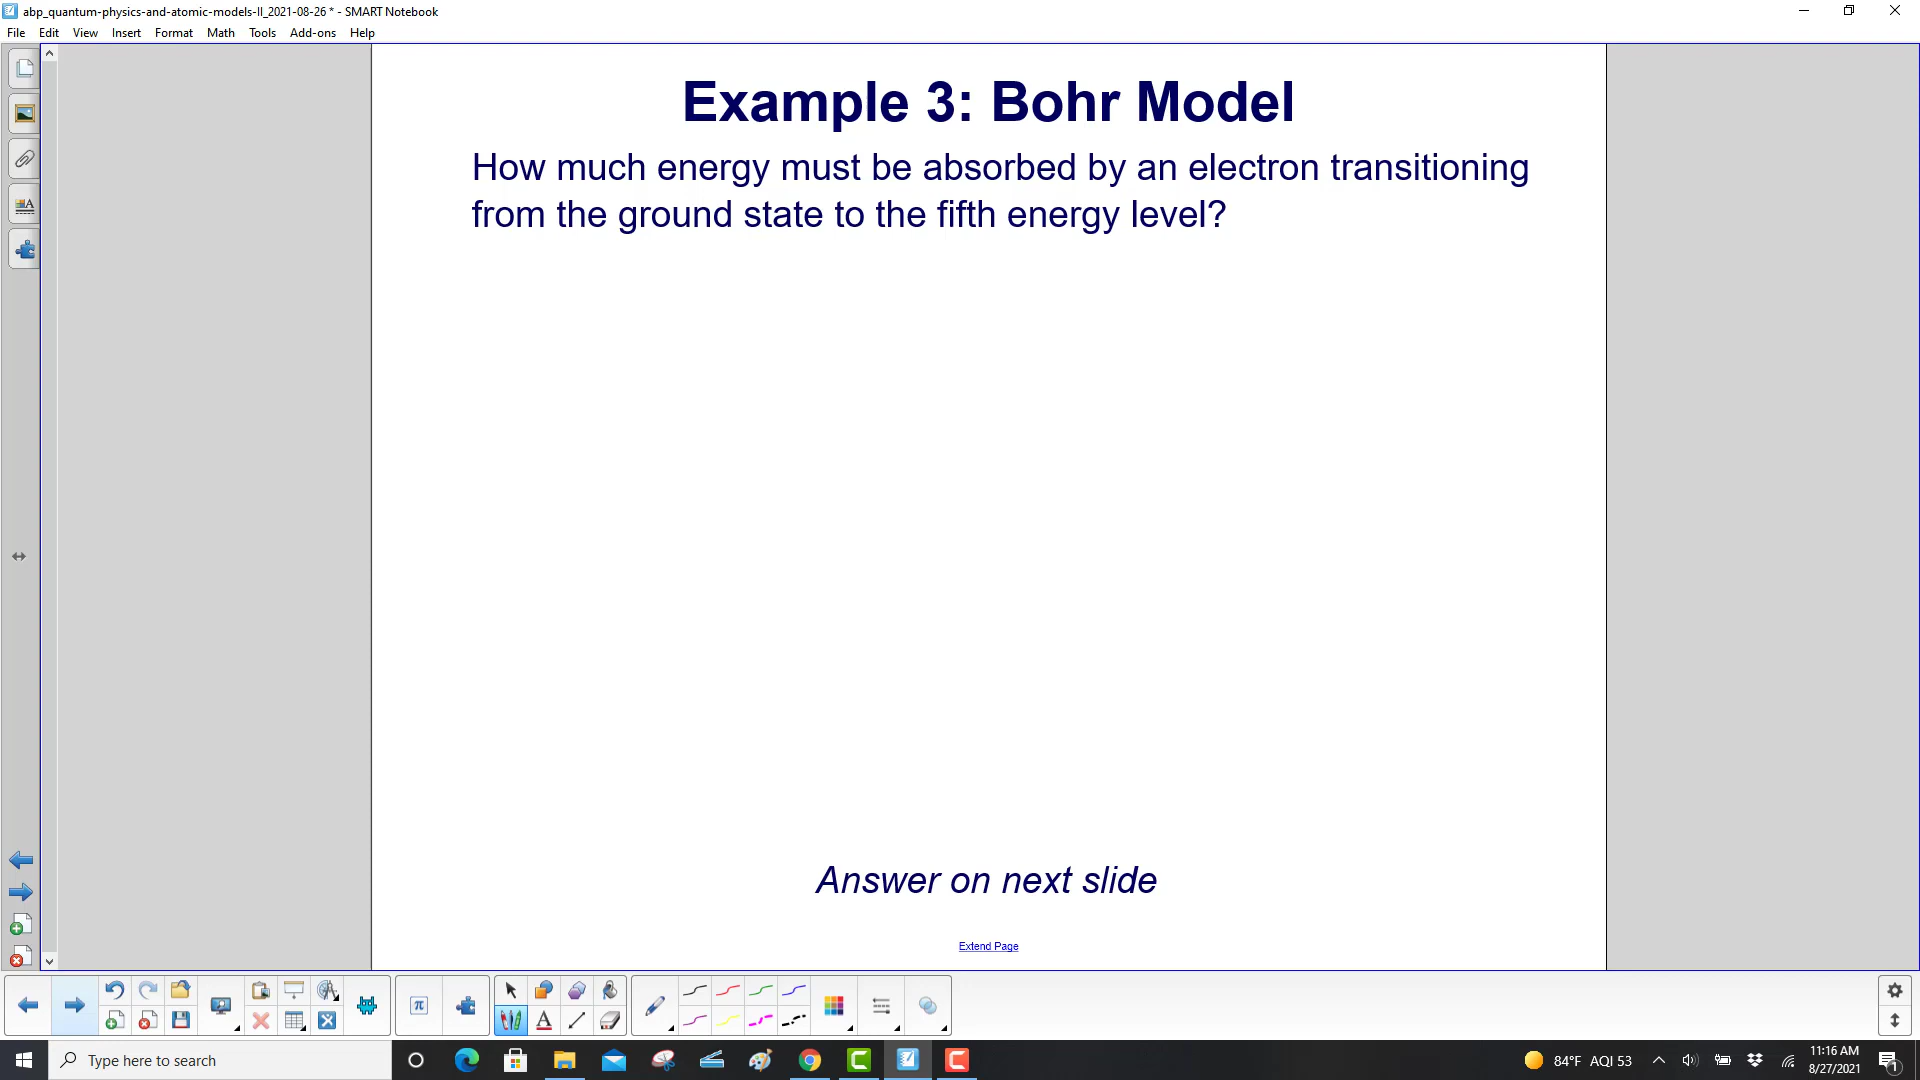 abp_quantum-physics-and-atomic-models-II_2021-08-26 * - SMART Notebook
File Edit View Insert Format Math Tools Add-ons Help
Example 3: Bohr Model
How much energy must be absorbed by an electron transitioning
from the ground state to the fifth energy level?
Answer on next slide
Extend Page
π
A
Type here to search
84°F AQI 53
11:16 AM
8/27/2021
1